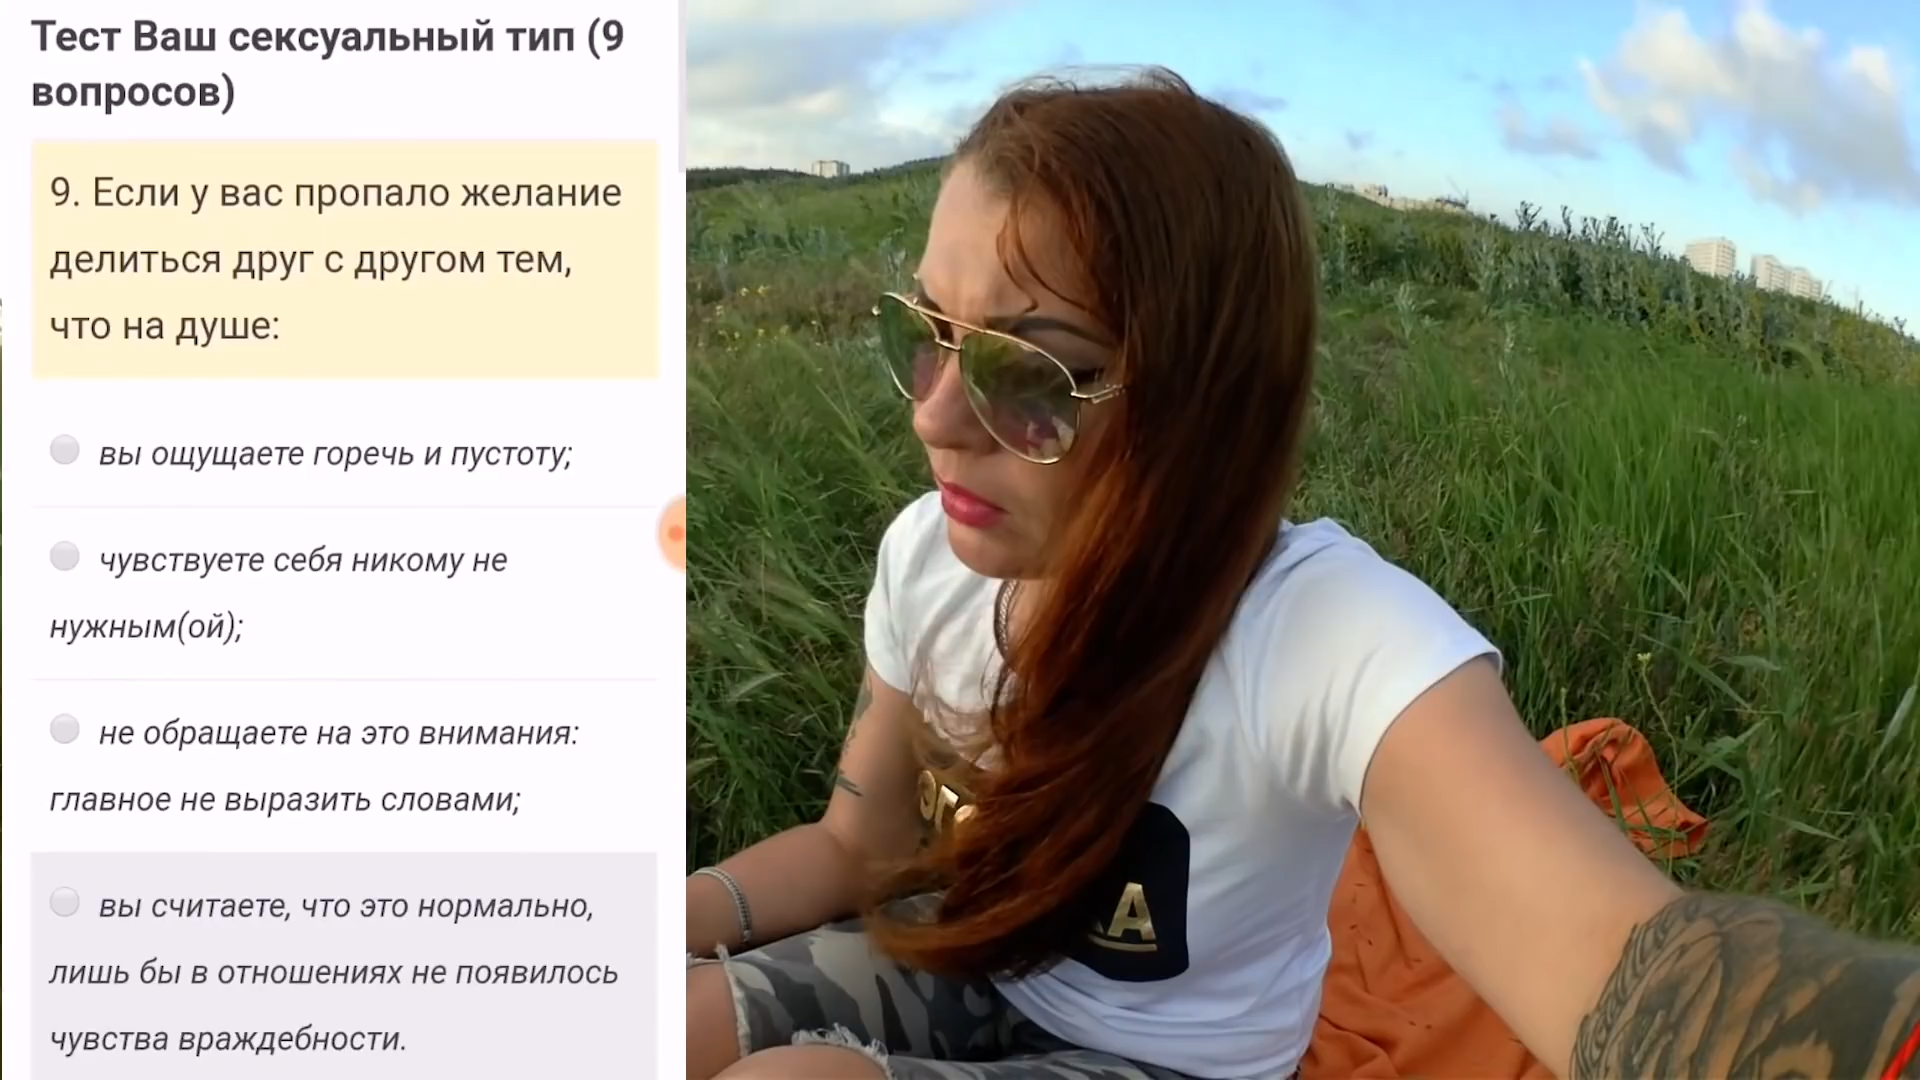 Тест Ваш сексуальный тип (9
вопросов)
9. Если у вас пропало желание
делиться друг с другом тем,
что на душе:
вы ощущаете горечь и пустоту;
чувствуете себя никому не
нужным(ой);
не обращаете на это внимания:
главное не выразить словами;
вы считаете, что это нормально,
лишь бы в отношениях не появилось
чувства враждебности.